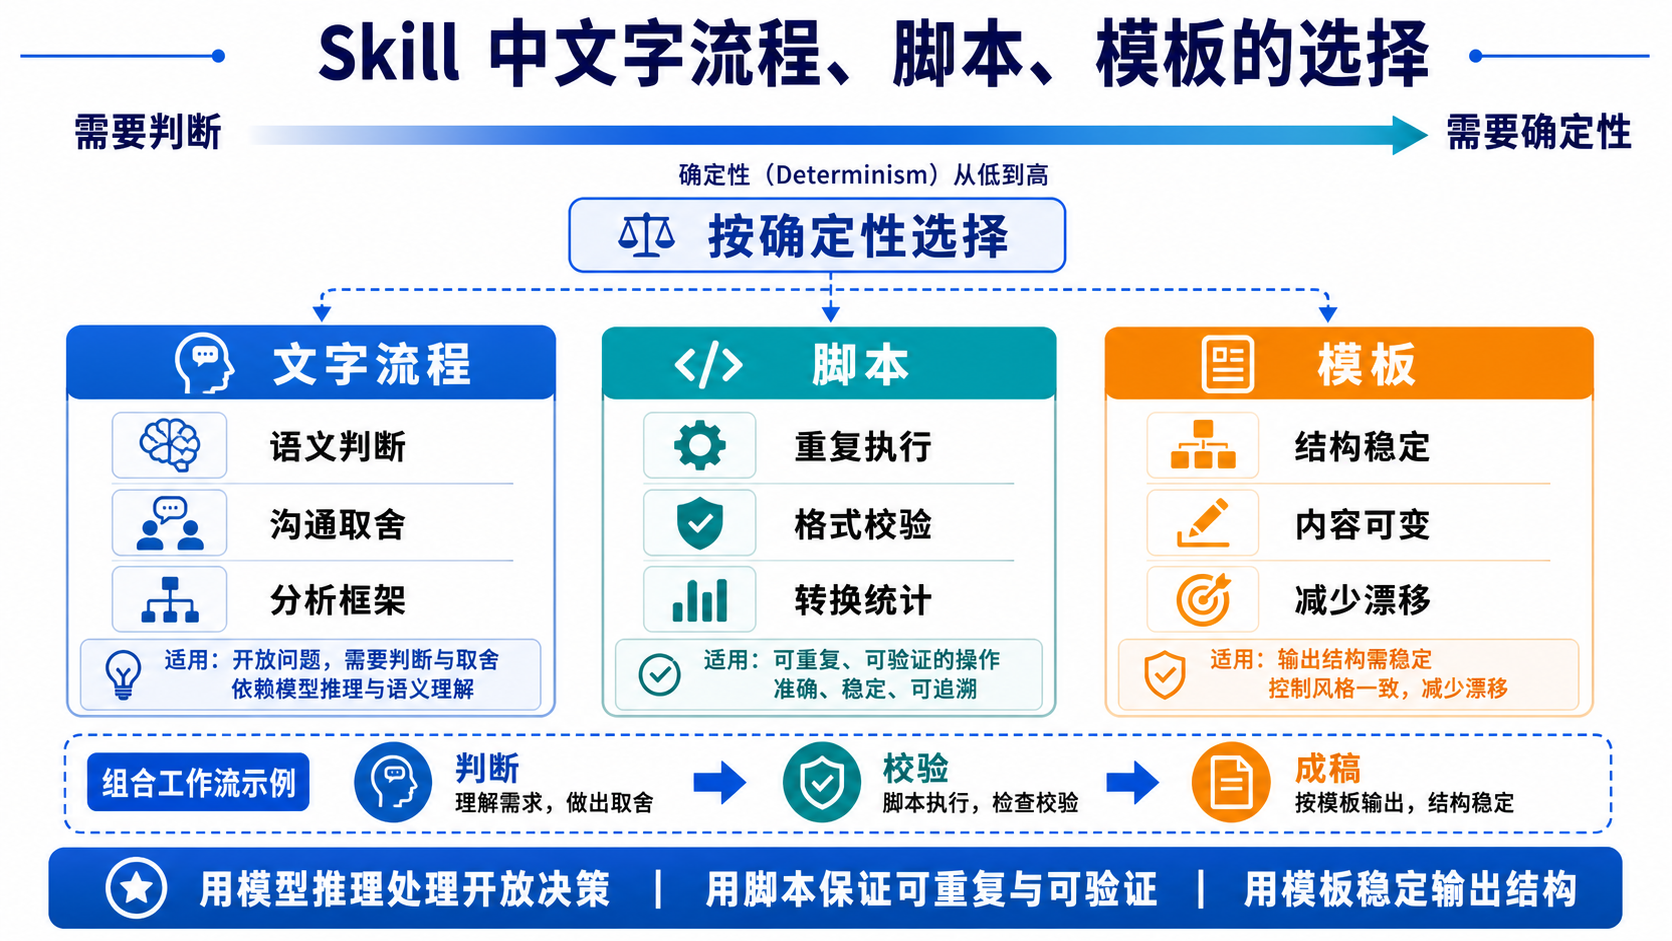 Skill 中文字流程、脚本、模板的选择
需要判断
需要确定性
确定性（Determinism）从低到高
按确定性选择
文字流程
语文判断
沟通取舍
分析框架
适用：开放问题，需要判断与取舍
依赖模型推理与语义理解
</> 脚本
重复执行
格式校验
转换统计
适用：可重复、可验证的操作
准确、稳定、可追溯
模板
结构稳定
内容可变
减少漂移
适用：输出结构需稳定
控制风格一致，减少漂移
组合工作流示例
判断
理解需求，做出取舍
校验
脚本执行，检查校验
成稿
按模板输出，结构稳定
用模型推理处理开放决策 | 用脚本保证可重复与可验证 | 用模板稳定输出结构